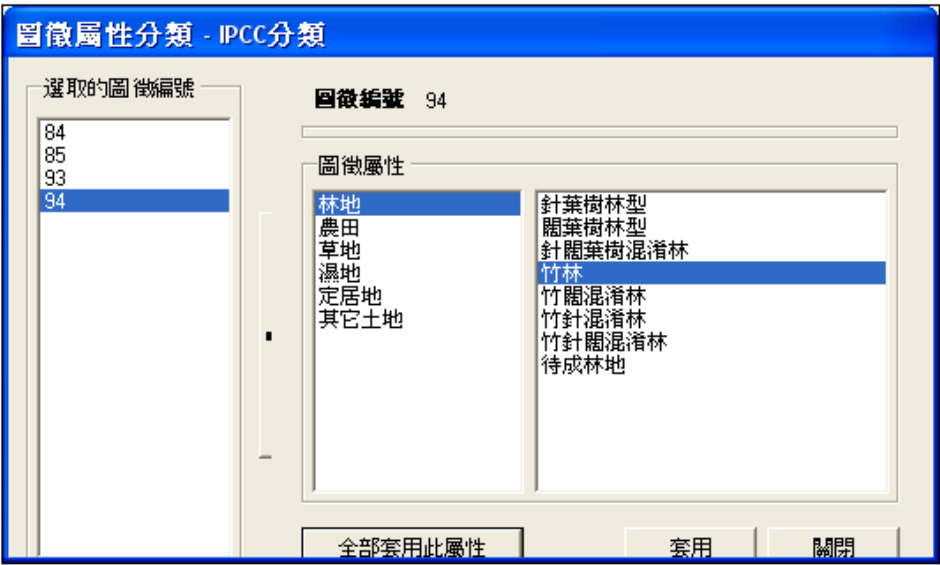 圖徵屬性分類 - IPCC分類
選取的圖徵編號
84
85
93
94
圖徵編號 94
圖徵屬性
林地
農田
草地
濕地
定居地
其它土地
針葉樹林型
闊葉樹林型
針闊葉樹混淆林
竹林
竹闊混淆林
竹針混淆林
竹針闊混淆林
待成林地
全部套用此屬性
套用
關閉